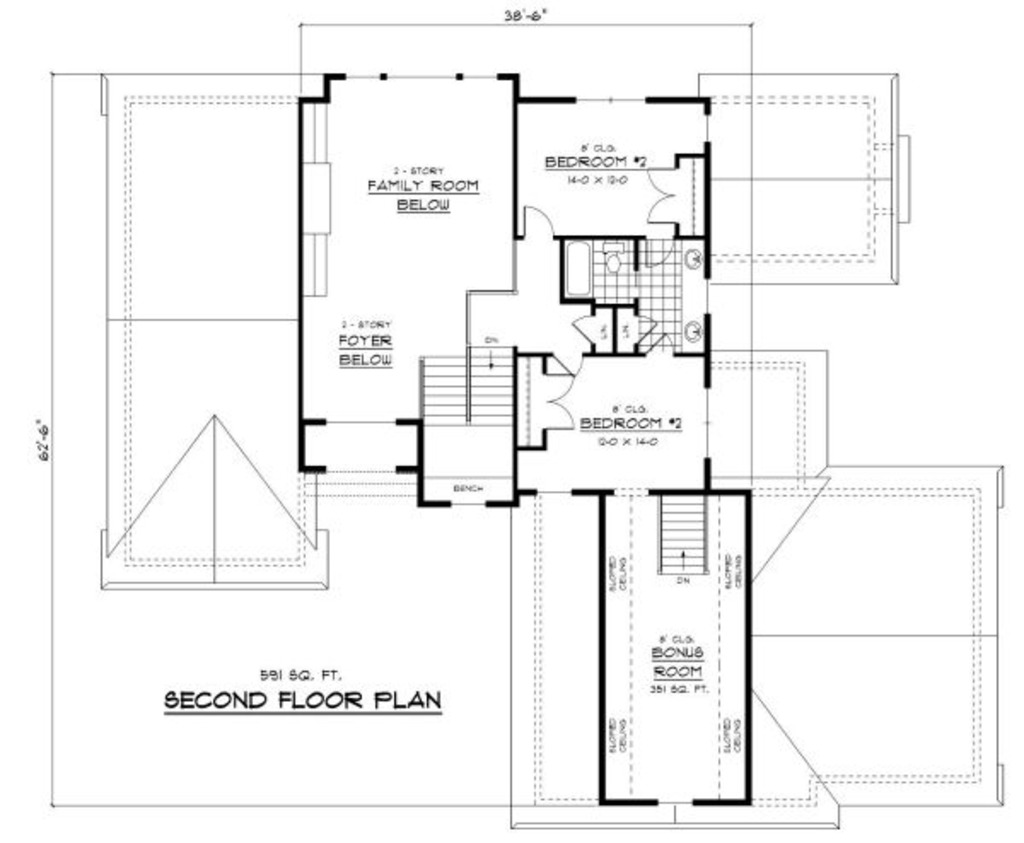 38'-6"
8' CLG.
BEDROOM #2
14-0 X 12-0
2 - STORY
FAMILY ROOM
BELOW
2 - STORY
FOYER
BELOW
DN
LIN.
LIN.
8' CLG.
BEDROOM #2
12-0 X 14-0
62'-6"
BENCH
SLOPED
CEILING
SLOPED
CEILING
DN
8' CLG.
BONUS
ROOM
351 SQ. FT.
591 SQ. FT.
SECOND FLOOR PLAN
SLOPED
CEILING
SLOPED
CEILING